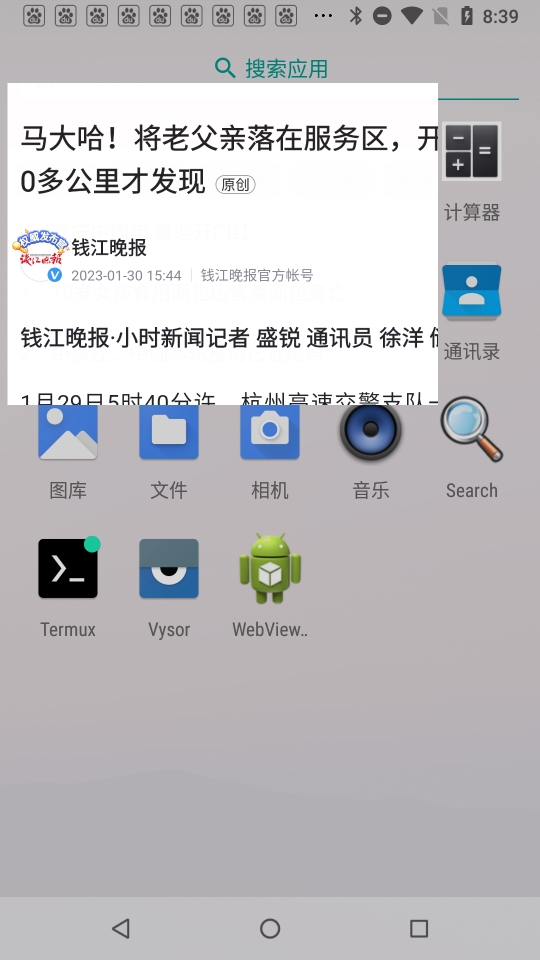 8:39
搜索应用
马大哈！将老父亲落在服务区，开
0多公里才发现 原创
钱江晚报
2023-01-30 15:44 钱江晚报官方帐号
钱江晚报·小时新闻记者 盛锐 通讯员 徐洋
1月29日5时40分许，杭州高速交警支队
计算器
通讯录
图库 文件 相机 音乐 Search
Termux Vysor WebView..